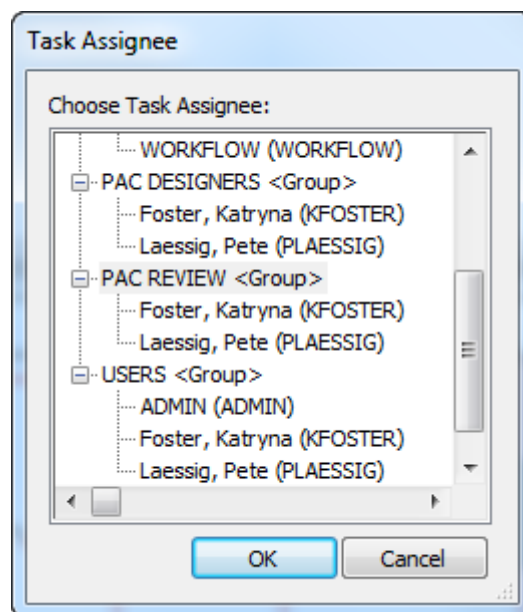 Task Assignee
Choose Task Assignee:
WORKFLOW (WORKFLOW)
PAC DESIGNERS <Group>
Foster, Katryna (KFOSTER)
Laessig, Pete (PLAESSIG)
PAC REVIEW <Group>
Foster, Katryna (KFOSTER)
Laessig, Pete (PLAESSIG)
USERS <Group>
ADMIN (ADMIN)
Foster, Katryna (KFOSTER)
Laessig, Pete (PLAESSIG)
OK Cancel